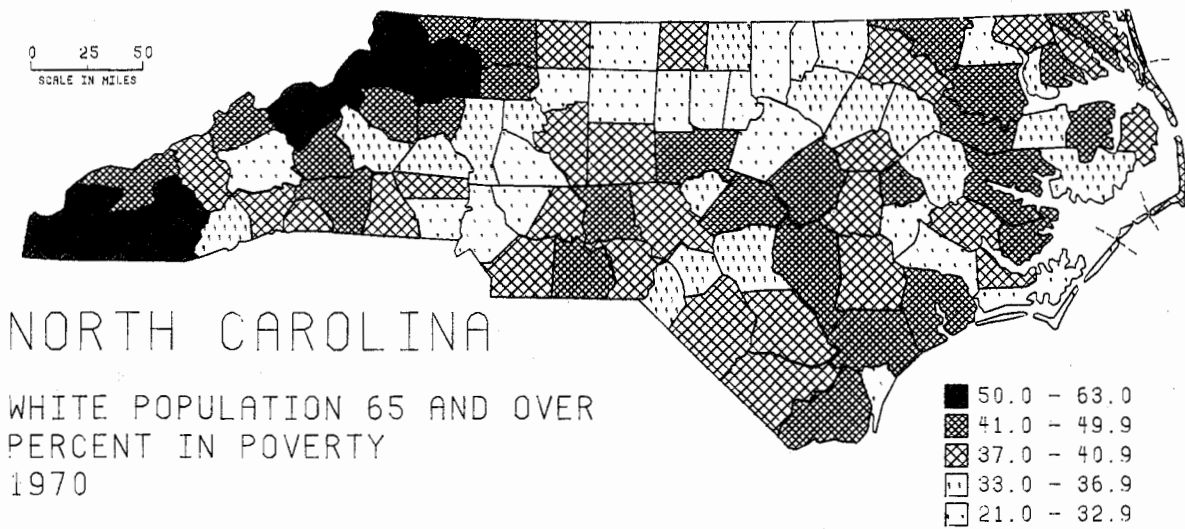 0 25 50
SCALE IN MILES
NORTH CAROLINA
WHITE POPULATION 65 AND OVER
PERCENT IN POVERTY
1970
50.0 - 63.0
41.0 - 49.9
37.0 - 40.9
33.0 - 36.9
21.0 - 32.9